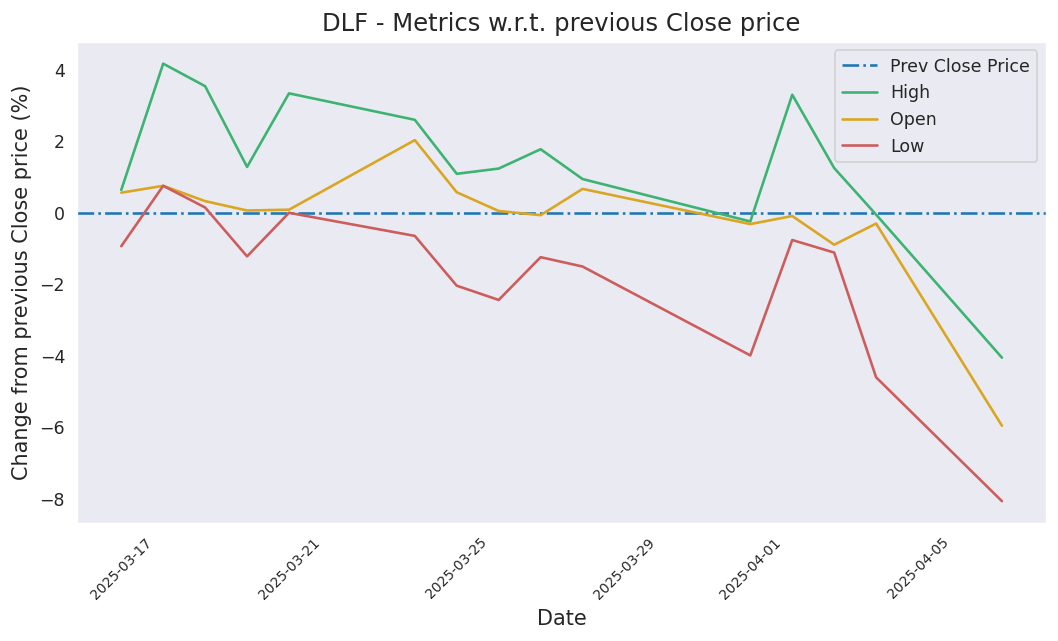 DLF - Metrics w.r.t. previous Close price
Change from previous Close price (%)
4
2
0
−2
−4
−6
−8
Prev Close Price
High
Open
Low
2025-03-17
2025-03-21
2025-03-25
2025-03-29
2025-04-01
2025-04-05
Date